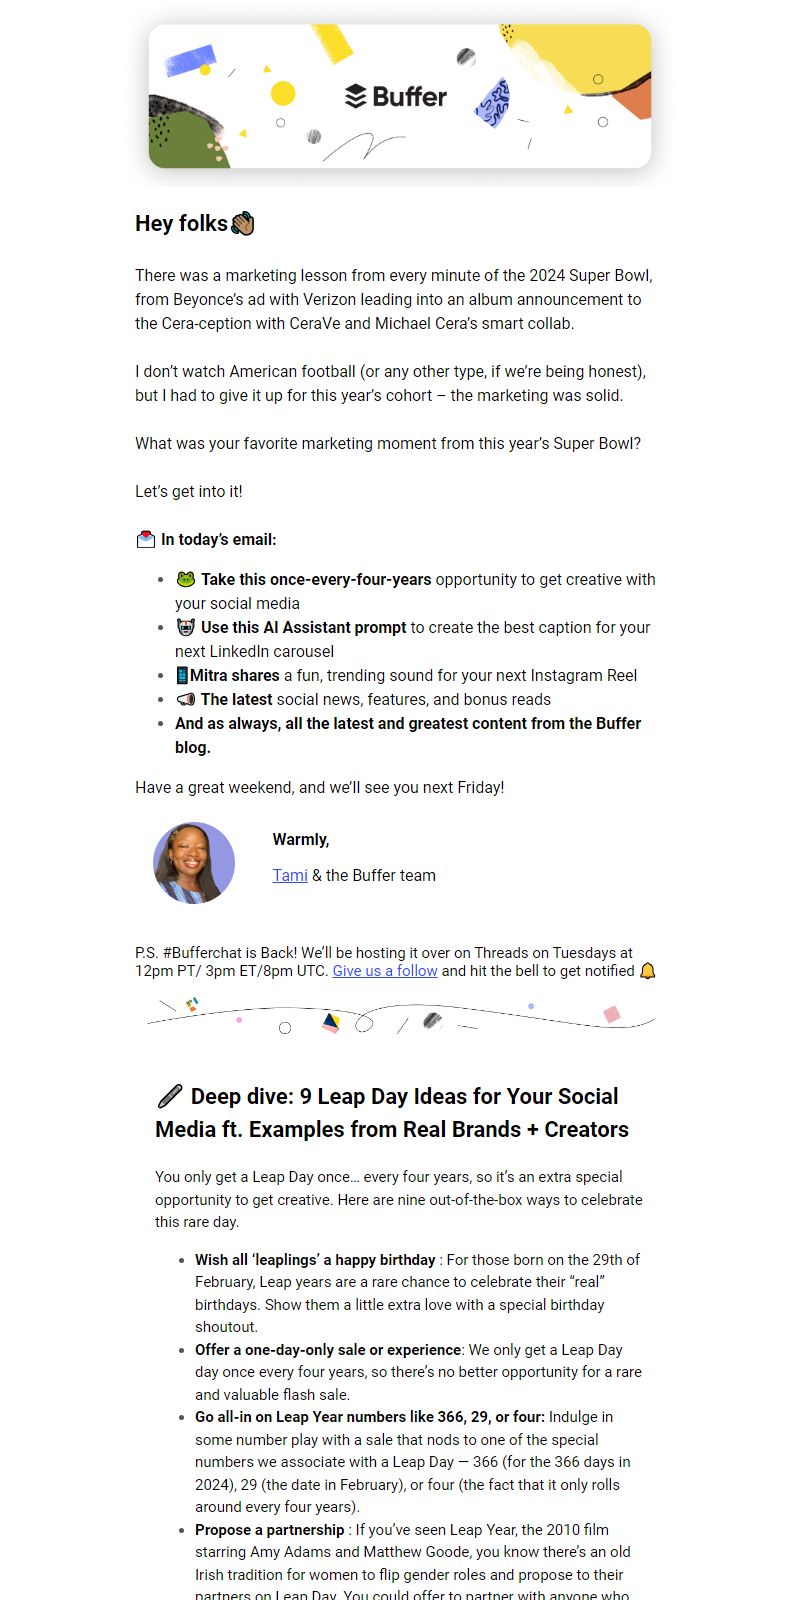 Buffer
Hey folks👋🏽
There was a marketing lesson from every minute of the 2024 Super Bowl,
from Beyonce’s ad with Verizon leading into an album announcement to
the Cera-ception with CeraVe and Michael Cera’s smart collab.
I don’t watch American football (or any other type, if we’re being honest),
but I had to give it up for this year’s cohort – the marketing was solid.
What was your favorite marketing moment from this year’s Super Bowl?
Let’s get into it!
💌 In today’s email:
• 🐸 Take this once-every-four-years opportunity to get creative with
your social media
• 🤖 Use this AI Assistant prompt to create the best caption for your
next LinkedIn carousel
• 📱Mitra shares a fun, trending sound for your next Instagram Reel
• 📣 The latest social news, features, and bonus reads
• And as always, all the latest and greatest content from the Buffer
blog.
Have a great weekend, and we’ll see you next Friday!
Warmly,
Tami & the Buffer team
P.S. #Bufferchat is Back! We’ll be hosting it over on Threads on Tuesdays at
12pm PT/ 3pm ET/8pm UTC. Give us a follow and hit the bell to get notified 🔔
🖊️ Deep dive: 9 Leap Day Ideas for Your Social
Media ft. Examples from Real Brands + Creators
You only get a Leap Day once… every four years, so it’s an extra special
opportunity to get creative. Here are nine out-of-the-box ways to celebrate
this rare day.
• Wish all ‘leaplings’ a happy birthday : For those born on the 29th of
February, Leap years are a rare chance to celebrate their “real”
birthdays. Show them a little extra love with a special birthday
shoutout.
• Offer a one-day-only sale or experience: We only get a Leap Day
day once every four years, so there’s no better opportunity for a rare
and valuable flash sale.
• Go all-in on Leap Year numbers like 366, 29, or four: Indulge in
some number play with a sale that nods to one of the special
numbers we associate with a Leap Day — 366 (for the 366 days in
2024), 29 (the date in February), or four (the fact that it only rolls
around every four years).
• Propose a partnership : If you’ve seen Leap Year, the 2010 film
starring Amy Adams and Matthew Goode, you know there’s an old
Irish tradition for women to flip gender roles and propose to their
partners on Leap Day. You could offer to partner with anyone who